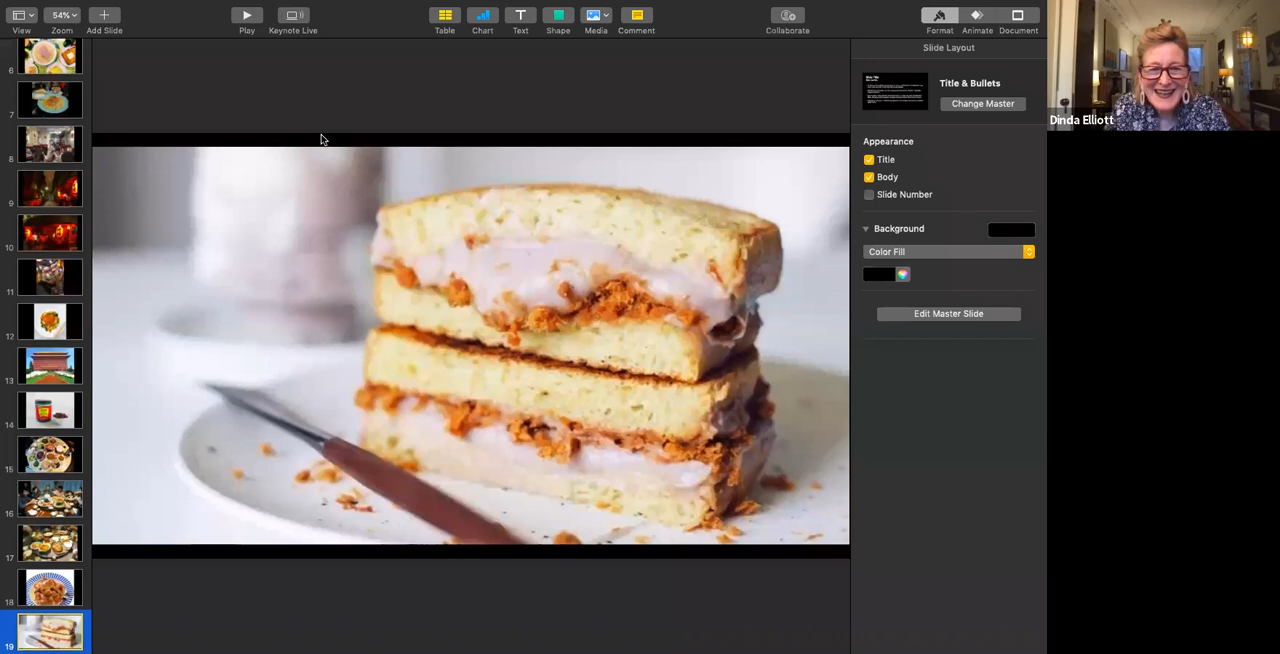 54%
View
Zoom
Add Slide
Play
Keynote Live
Table
Chart
Text
Shape
Media
Comment
Collaborate
Format
Animate
Document
Slide Layout
Title & Bullets
Change Master
Appearance
Title
Body
Slide Number
Background
Color Fill
Edit Master Slide
6
7
8
9
10
11
12
13
14
15
16
17
18
19
Dinda Elliott